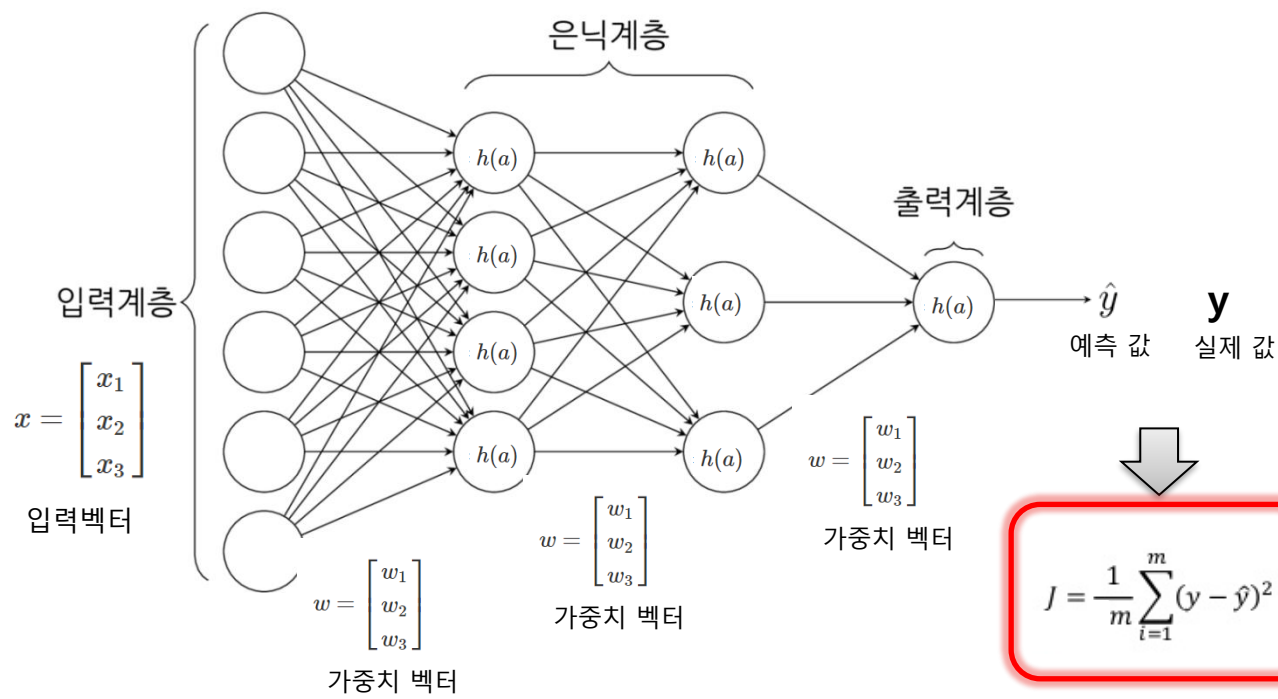 은닉계층
h(a) h(a)
출력계층
h(a) h(a) h(a)
입력계층
ŷ y
예측 값 실제 값
h(a)
x = [x₁ x₂ x₃]
입력벡터
h(a) h(a)
w = [w₁ w₂ w₃]
가중치 벡터
w = [w₁ w₂ w₃]
가중치 벡터
w = [w₁ w₂ w₃]
가중치 벡터
J = 1/m ∑ᵢ₌₁ᵐ (y − ŷ)²